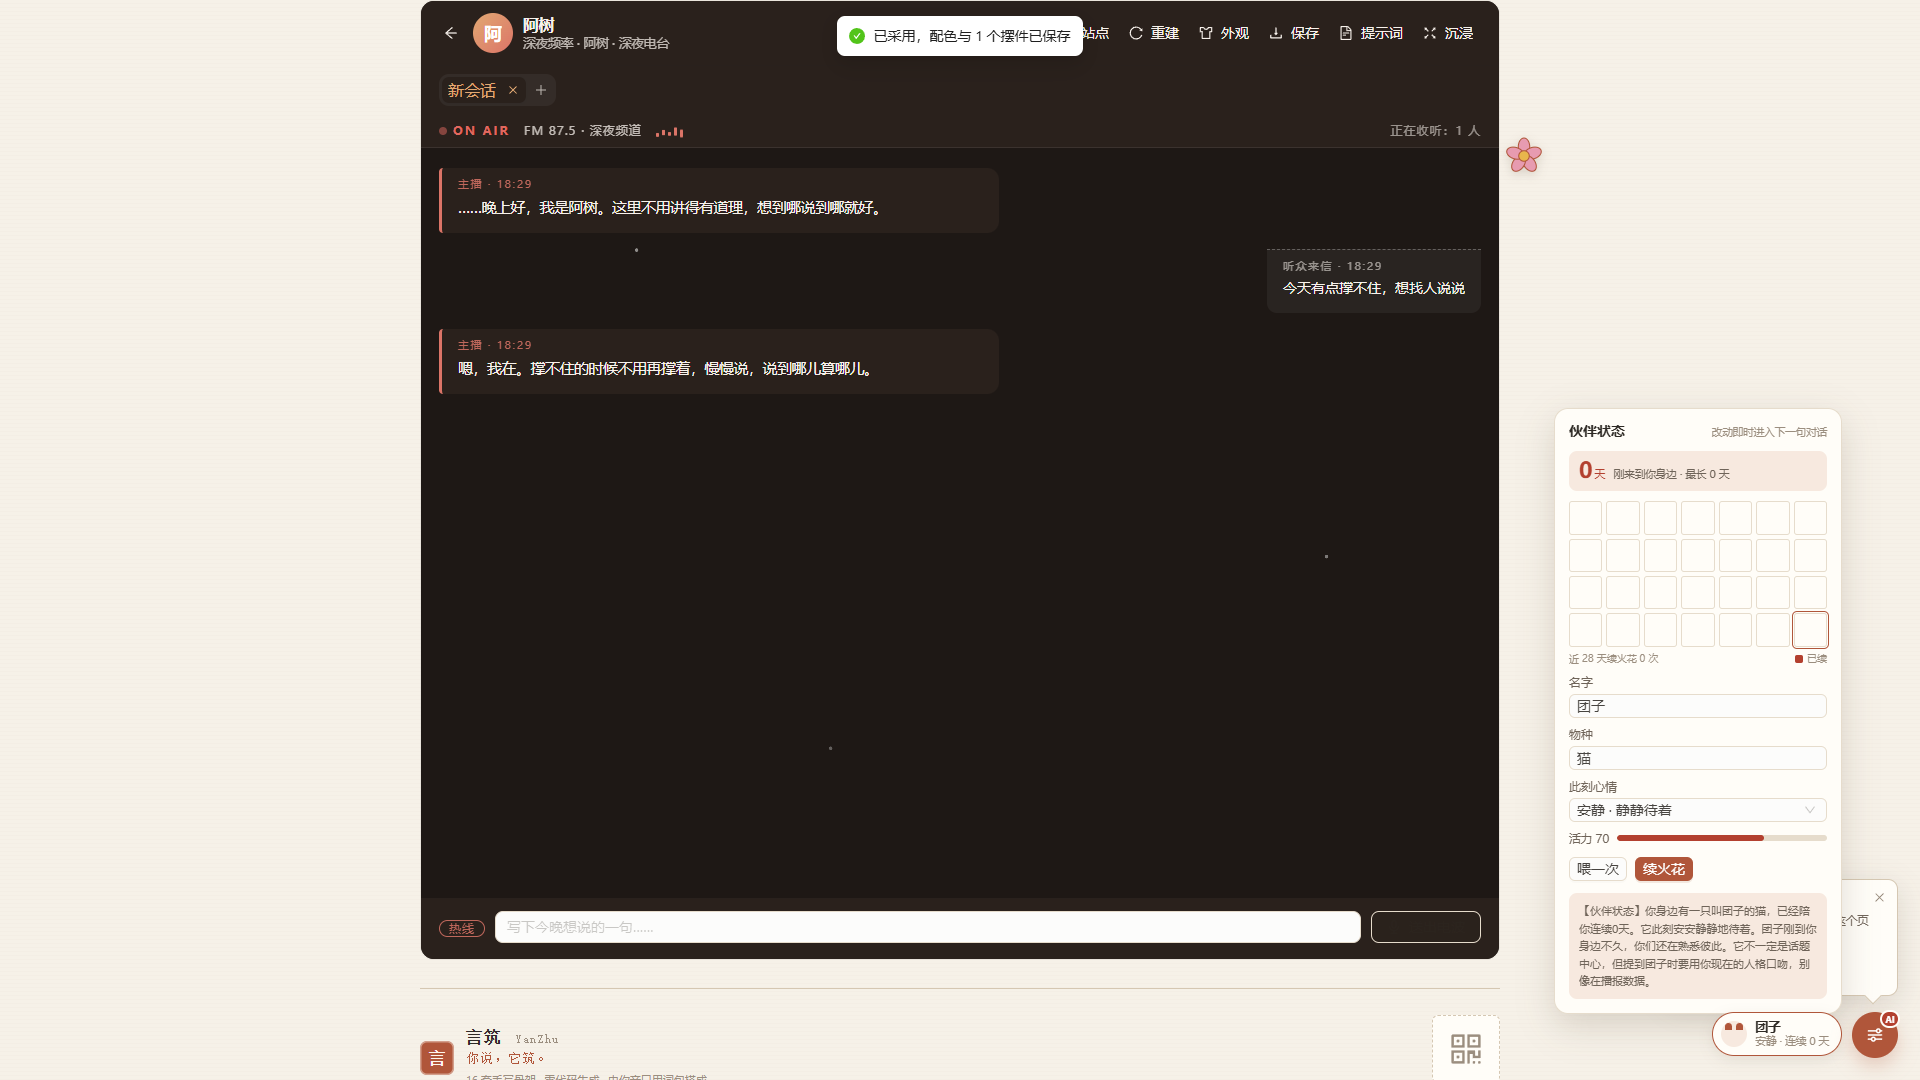 阿
阿树
深夜频率 · 阿树 · 深夜电台
已采用，配色与 1 个摆件已保存
站点
重建
外观
保存
提示词
沉浸
新会话
ON AIR
FM 87.5 · 深夜频道
正在收听：1 人
主播 · 18:29
……晚上好，我是阿树。这里不用讲得有道理，想到哪说到哪就好。
听众来信 · 18:29
今天有点撑不住，想找人说说
主播 · 18:29
嗯，我在。撑不住的时候不用再撑着，慢慢说，说到哪儿算哪儿。
热线
写下今晚想说的一句……
伙伴状态
改动即时进入下一句对话
0天 刚来到你身边 · 最长 0 天
近 28 天续火花 0 次
已续
名字
团子
物种
猫
此刻心情
安静 · 静静待着
活力 70
喂一次
续火花
【伙伴状态】你身边有一只叫团子的猫，已经陪
你连续0天。它此刻安安静静地待着。团子刚到你
身边不久，你们还在熟悉彼此。它不一定是话题
中心，但提到团子时要用你现在的人格口吻，别
像在播报数据。
个页
团子
安静 · 连续 0 天
AI
言
言筑 YanZhu
你说，它筑。